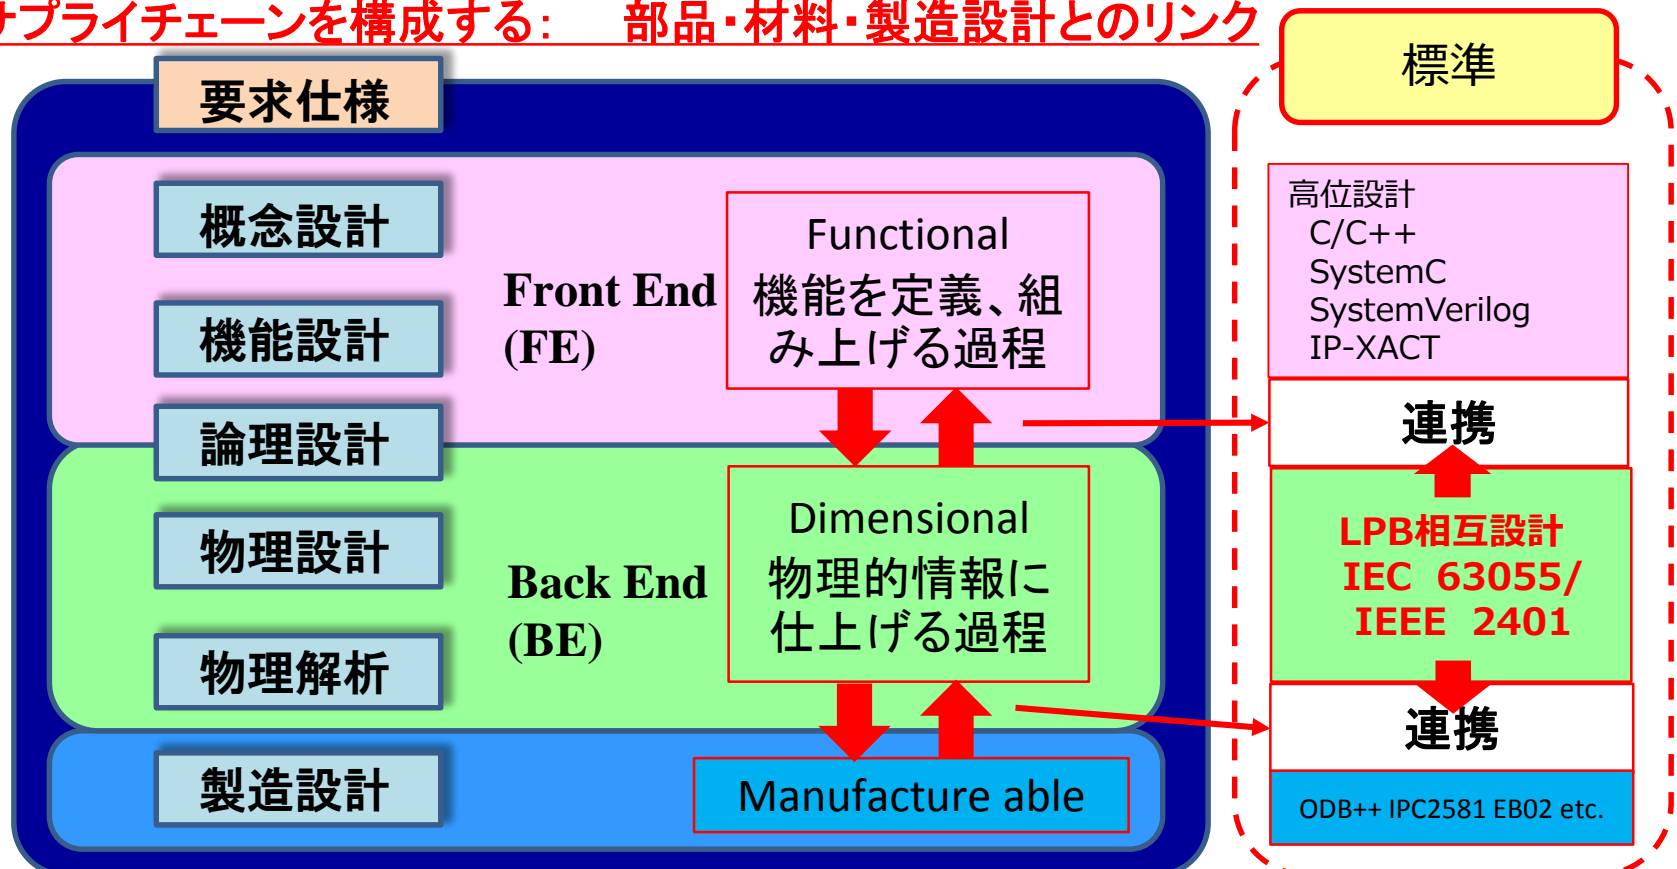 サプライチェーンを構成する： 部品・材料・製造設計とのリンク
標準
要求仕様
概念設計
機能設計
論理設計
物理設計
物理解析
製造設計
Front End
(FE)
Back End
(BE)
Functional
機能を定義、組
み上げる過程
Dimensional
物理的情報に
仕上げる過程
Manufacture able
高位設計
C/C++
SystemC
SystemVerilog
IP-XACT
連携
LPB相互設計
IEC 63055/
IEEE 2401
連携
ODB++ IPC2581 EB02 etc.